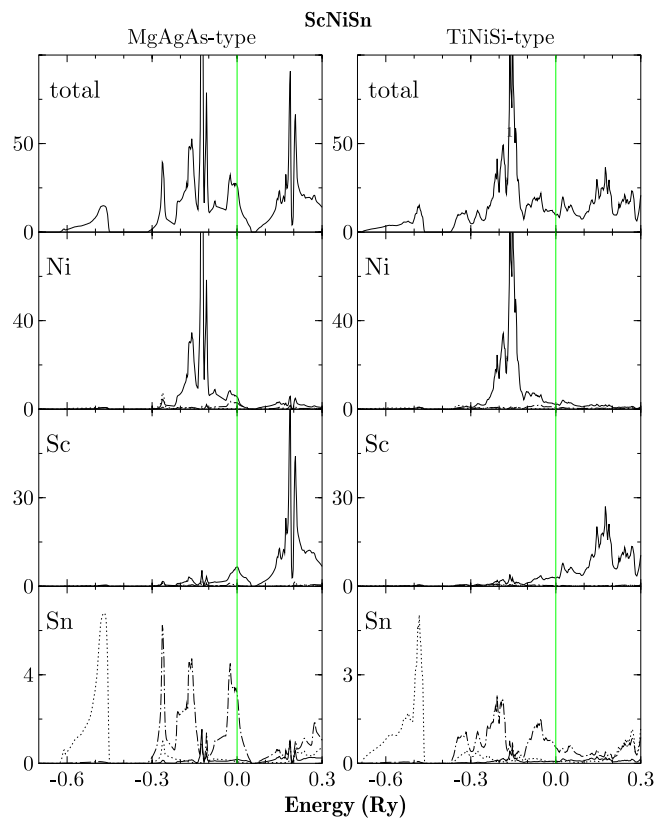 ScNiSn
MgAgAs-type TiNiSi-type
total total
50 50
0 0
Ni Ni
40 40
0 0
Sc Sc
30 30
0 0
Sn Sn
4 3
0 0
-0.6 -0.3 0.0 0.3 -0.6 -0.3 0.0 0.3
Energy (Ry)